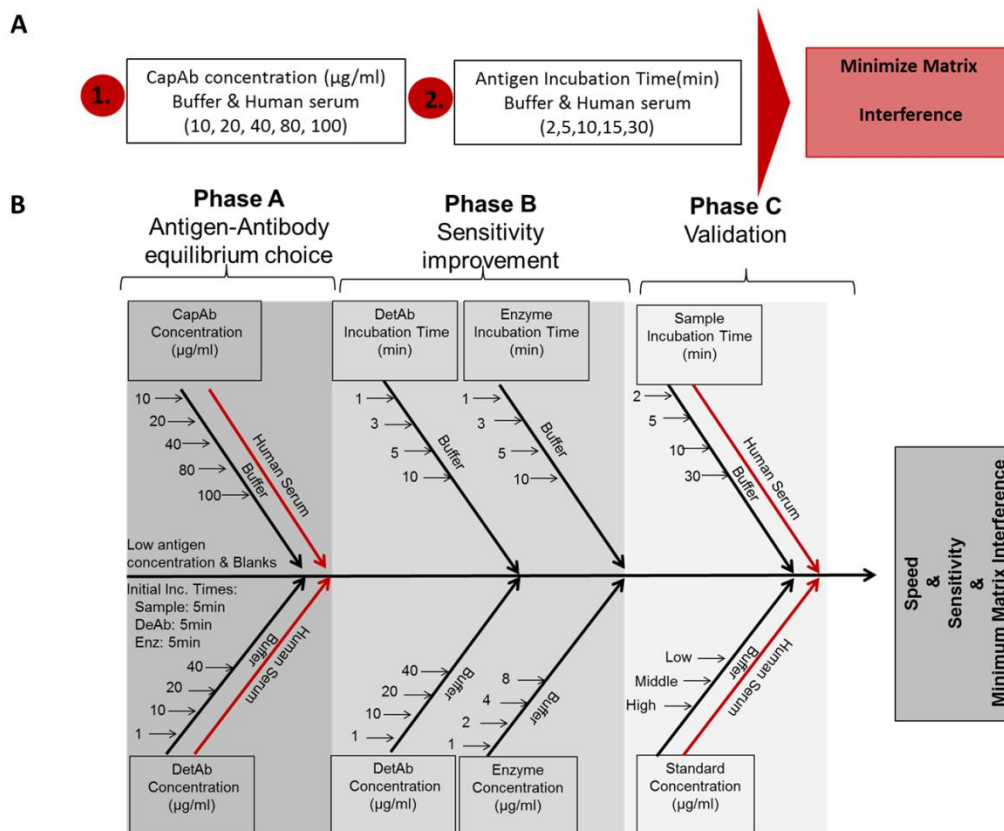 A
1.
CapAb concentration (µg/ml)
Buffer & Human serum
(10, 20, 40, 80, 100)
2.
Antigen Incubation Time(min)
Buffer & Human serum
(2,5,10,15,30)
Minimize Matrix
Interference
B
Phase A
Antigen-Antibody
equilibrium choice
Phase B
Sensitivity
improvement
Phase C
Validation
CapAb
Concentration
(µg/ml)
10
20
40
80
100
Buffer
Human Serum
DetAb
Incubation Time
(min)
1
3
5
10
Buffer
Enzyme
Incubation Time
(min)
1
3
5
10
Buffer
Sample
Incubation Time
(min)
2
5
10
30
Buffer
Human Serum
Low antigen
concentration & Blanks
Initial Inc. Times:
Sample: 5min
DeAb: 5min
Enz: 5min
40
20
10
1
Buffer
Human Serum
DetAb
Concentration
(µg/ml)
40
20
10
1
Buffer
DetAb
Concentration
(µg/ml)
8
4
2
1
Buffer
Enzyme
Concentration
(µg/ml)
Low
Middle
High
Buffer
Human Serum
Standard
Concentration
(µg/ml)
Speed
&
Sensitivity
&
Minimum Matrix Interference